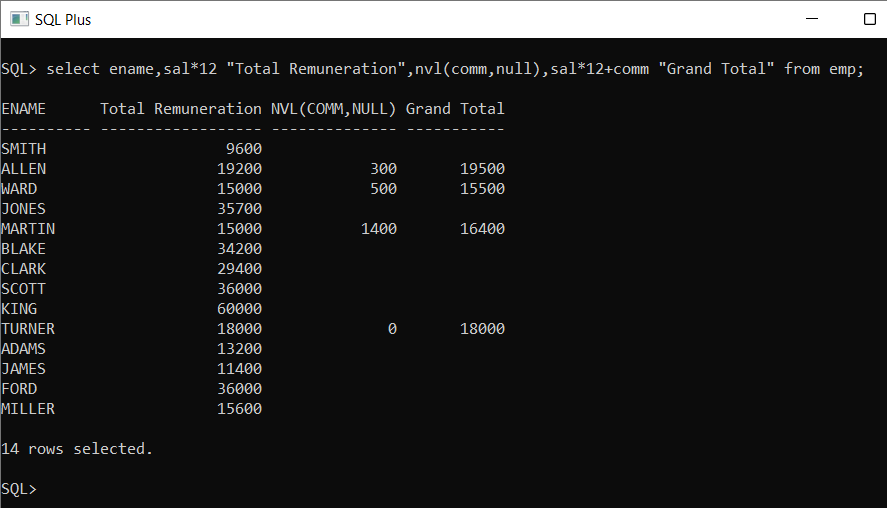 SQL Plus
SQL> select ename,sal*12 "Total Remuneration",nvl(comm,null),sal*12+comm "Grand Total" from emp;
ENAME      Total Remuneration NVL(COMM,NULL) Grand Total
---------- ------------------ -------------- -----------
SMITH                    9600
ALLEN                   19200            300       19500
WARD                    15000            500       15500
JONES                   35700
MARTIN                  15000           1400       16400
BLAKE                   34200
CLARK                   29400
SCOTT                   36000
KING                    60000
TURNER                  18000              0       18000
ADAMS                   13200
JAMES                   11400
FORD                    36000
MILLER                  15600
14 rows selected.
SQL>